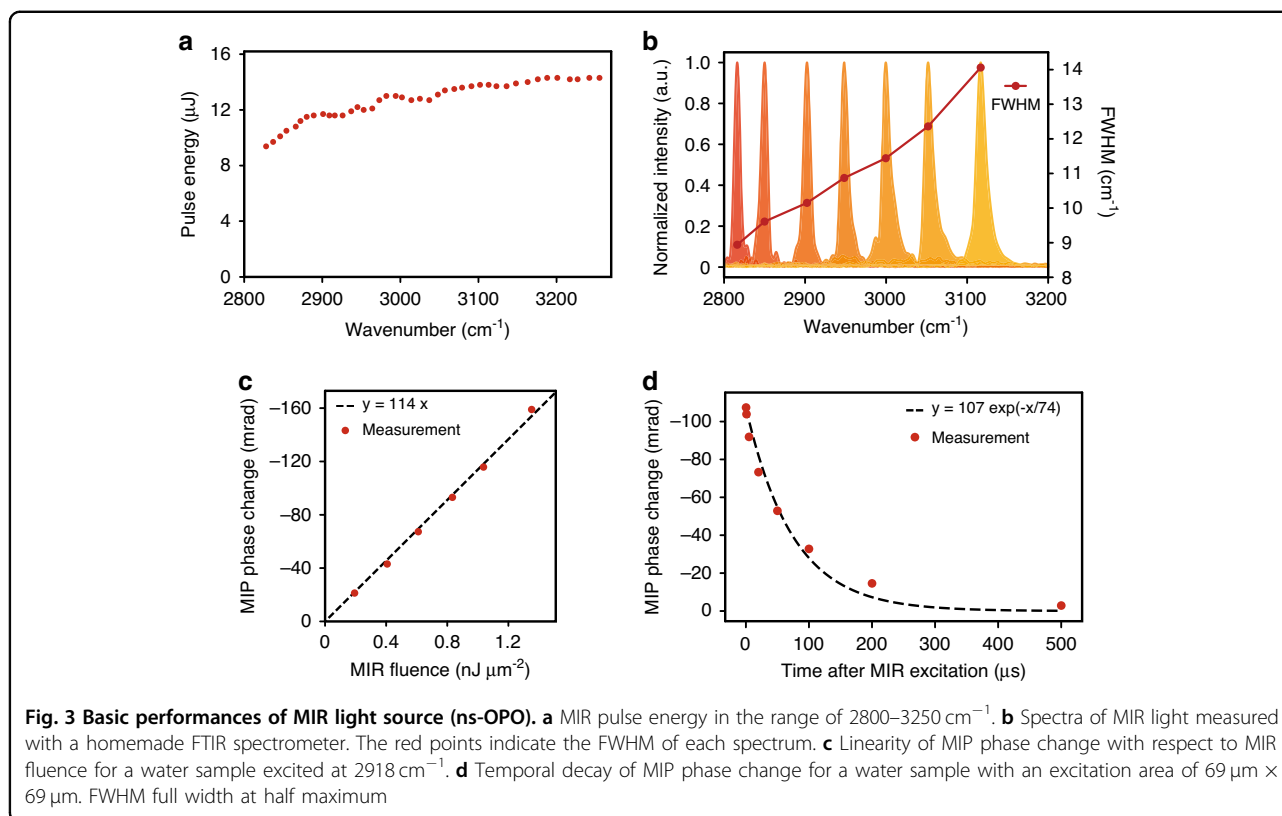 a
16
12
8
4
0
Pulse energy (μJ)
2800 2900 3000 3100 3200
Wavenumber (cm⁻¹)
b
1.0
0.8
0.6
0.4
0.2
0
Normalized intensity (a.u.)
FWHM
14
13
12
11
10
9
8
FWHM (cm⁻¹)
2800 2900 3000 3100 3200
Wavenumber (cm⁻¹)
c
−160
−120
−80
−40
0
MIP phase change (mrad)
y = 114 x
Measurement
0 0.4 0.8 1.2
MIR fluence (nJ μm⁻²)
d
−100
−80
−60
−40
−20
0
MIP phase change (mrad)
y = 107 exp(-x/74)
Measurement
0 100 200 300 400 500
Time after MIR excitation (μs)
Fig. 3 Basic performances of MIR light source (ns-OPO). a MIR pulse energy in the range of 2800–3250 cm⁻¹. b Spectra of MIR light measured
with a homemade FTIR spectrometer. The red points indicate the FWHM of each spectrum. c Linearity of MIP phase change with respect to MIR
fluence for a water sample excited at 2918 cm⁻¹. d Temporal decay of MIP phase change for a water sample with an excitation area of 69 μm ×
69 μm. FWHM full width at half maximum